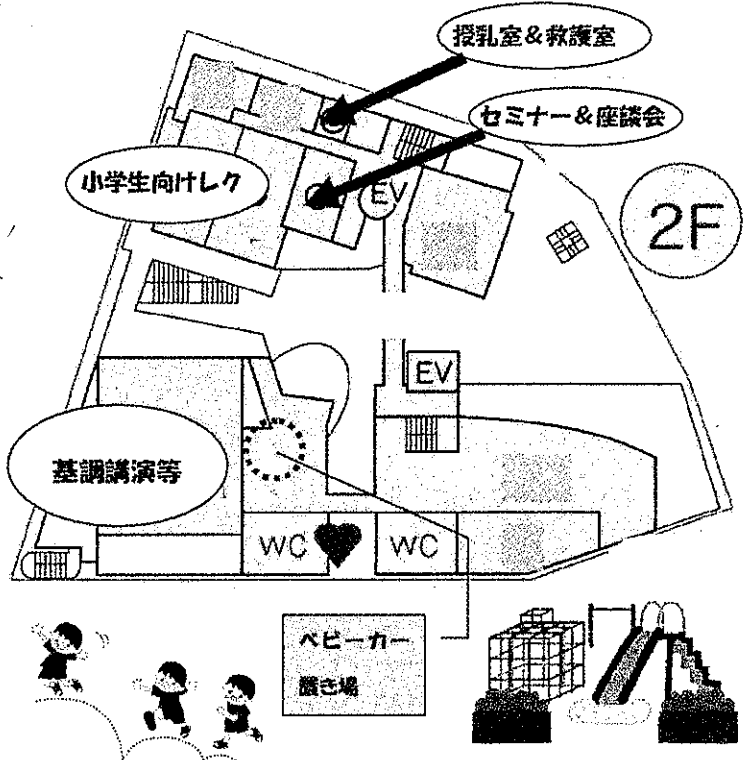 授乳室&救護室
セミナー&座談会
小学生向けレク
EV
2F
EV
基調講演等
WC
WC
ベビーカー
置き場